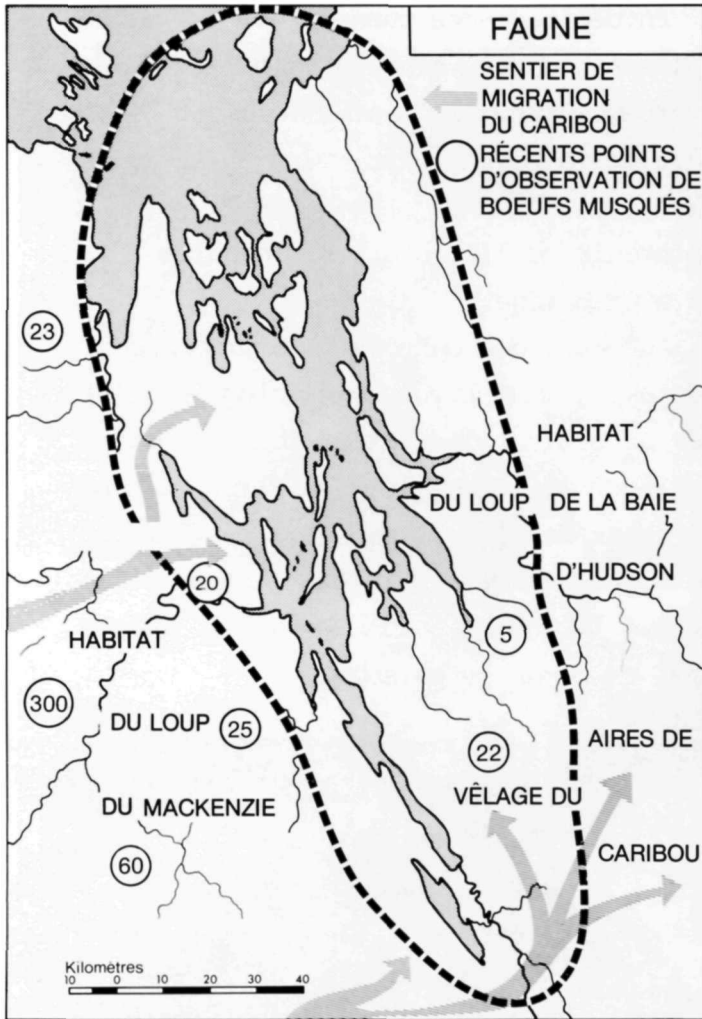 FAUNE
SENTIER DE
MIGRATION
DU CARIBOU
RÉCENTS POINTS
D'OBSERVATION DE
BOEUFS MUSQUÉS
23
HABITAT
DU LOUP DE LA BAIE
D'HUDSON
20
5
HABITAT
300
DU LOUP
25
22
AIRES DE
VÊLAGE DU
DU MACKENZIE
CARIBOU
60
Kilomètres
10 0 10 20 30 40